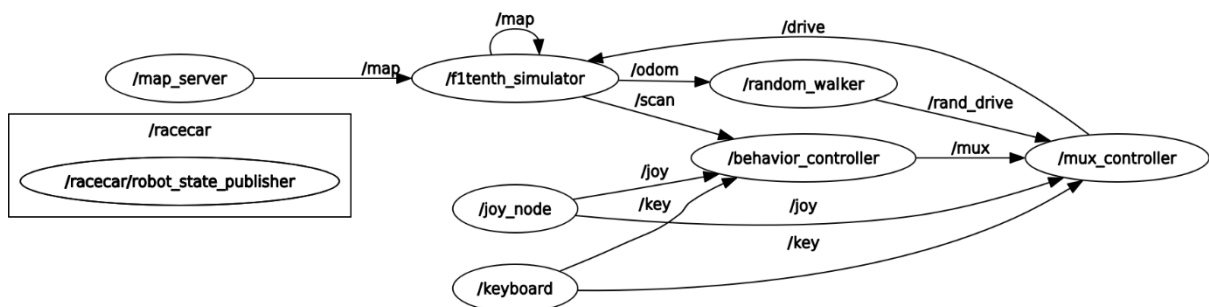 /map
/drive
/map_server
/map
/f1tenth_simulator
/odom
/random_walker
/scan
/rand_drive
/racecar
/behavior_controller
/mux
/mux_controller
/racecar/robot_state_publisher
/joy
/key
/joy_node
/joy
/key
/keyboard